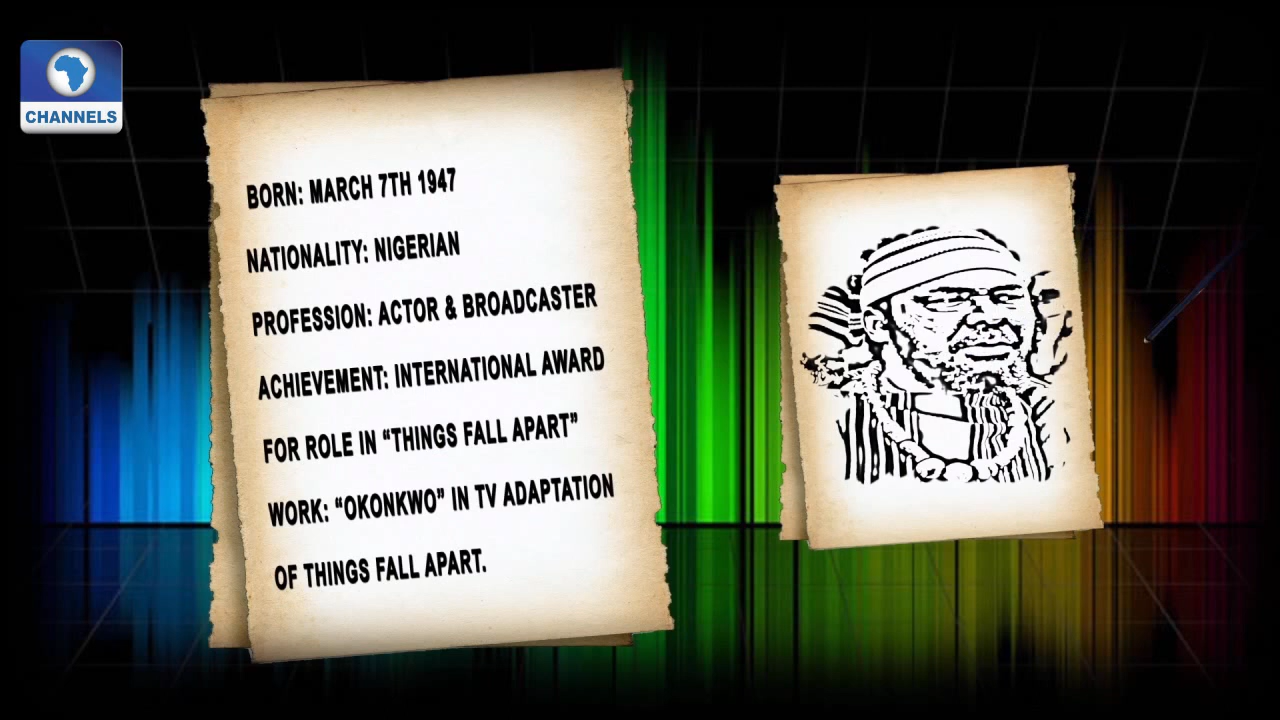 CHANNELS
BORN: MARCH 7TH 1947
NATIONALITY: NIGERIAN
PROFESSION: ACTOR & BROADCASTER
ACHIEVEMENT: INTERNATIONAL AWARD
FOR ROLE IN “THINGS FALL APART”
WORK: “OKONKWO” IN TV ADAPTATION
OF THINGS FALL APART.